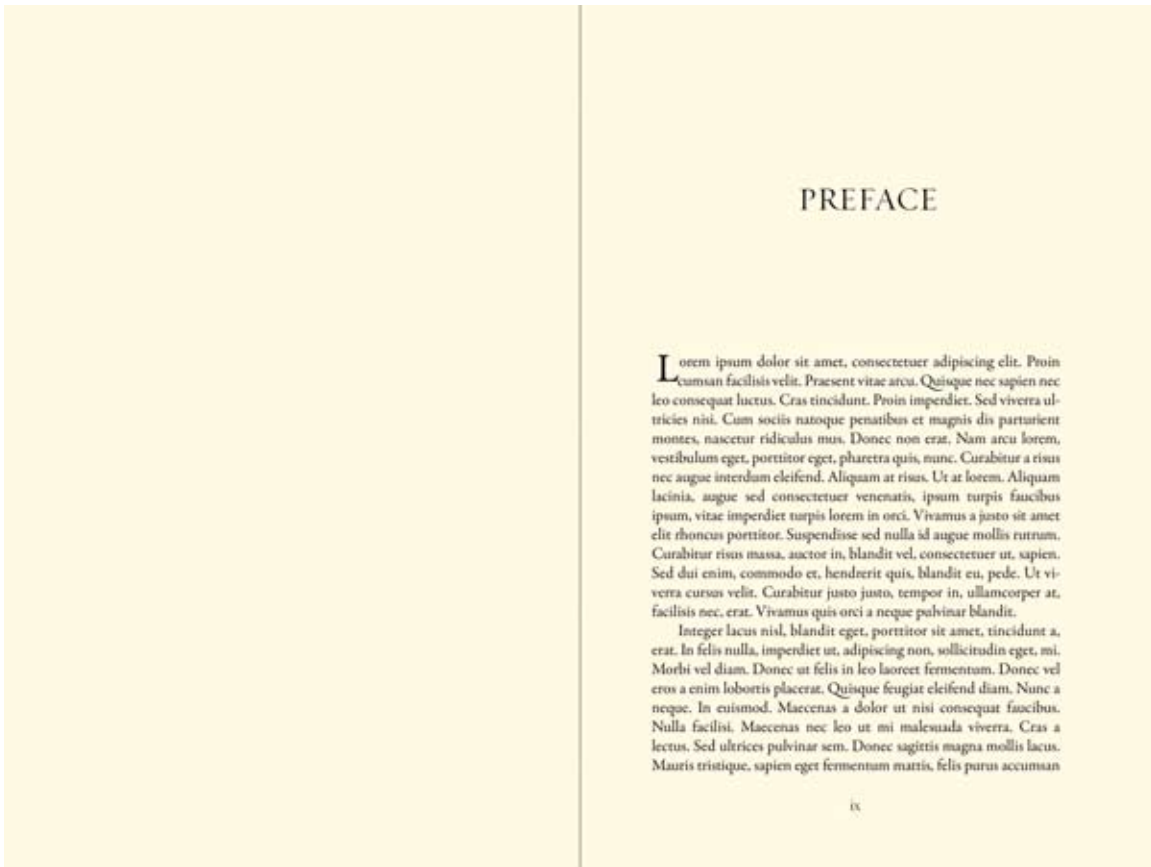 PREFACE
Lorem ipsum dolor sit amet, consectetuer adipiscing elit. Proin
cumsan facilisis velit. Praesent vitae arcu. Quisque nec sapien nec
leo consequat luctus. Cras tincidunt. Proin imperdiet. Sed viverra ul-
tricies nisi. Cum sociis natoque penatibus et magnis dis parturient
montes, nascetur ridiculus mus. Donec non erat. Nam arcu lorem,
vestibulum eget, porttitor eget, pharetra quis, nunc. Curabitur a risus
nec augue interdum eleifend. Aliquam at risus. Ut at lorem. Aliquam
lacinia, augue sed consectetuer venenatis, ipsum turpis faucibus
ipsum, vitae imperdiet turpis lorem in orci. Vivamus a justo sit amet
elit rhoncus porttitor. Suspendisse sed nulla id augue mollis rutrum.
Curabitur risus massa, auctor in, blandit vel, consectetuer ut, sapien.
Sed dui enim, commodo et, hendrerit quis, blandit eu, pede. Ut vi-
verra cursus velit. Curabitur justo justo, tempor in, ullamcorper at,
facilisis nec, erat. Vivamus quis orci a neque pulvinar blandit.
Integer lacus nisl, blandit eget, porttitor sit amet, tincidunt a,
erat. In felis nulla, imperdiet ut, adipiscing non, sollicitudin eget, mi.
Morbi vel diam. Donec ut felis in leo laoreet fermentum. Donec vel
eros a enim lobortis placerat. Quisque feugiat eleifend diam. Nunc a
neque. In euismod. Maecenas a dolor ut nisi consequat faucibus.
Nulla facilisi. Maecenas nec leo ut mi malesuada viverra. Cras a
lectus. Sed ultrices pulvinar sem. Donec sagittis magna mollis lacus.
Mauris tristique, sapien eget fermentum mattis, felis purus accumsan
ix